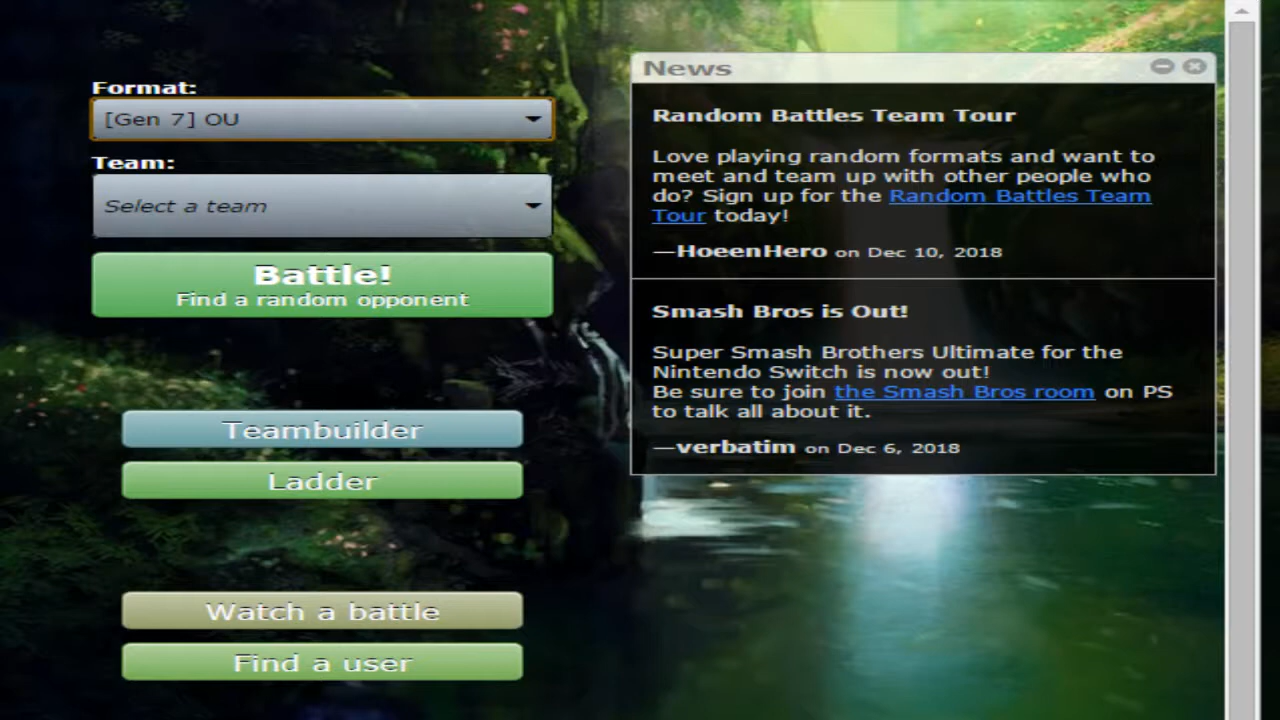 Format:
[Gen 7] OU
Team:
Select a team
Battle!
Find a random opponent
Teambuilder
Ladder
Watch a battle
Find a user
News
Random Battles Team Tour
Love playing random formats and want to
meet and team up with other people who
do? Sign up for the Random Battles Team
Tour today!
—HoeenHero on Dec 10, 2018
Smash Bros is Out!
Super Smash Brothers Ultimate for the
Nintendo Switch is now out!
Be sure to join the Smash Bros room on PS
to talk all about it.
—verbatim on Dec 6, 2018